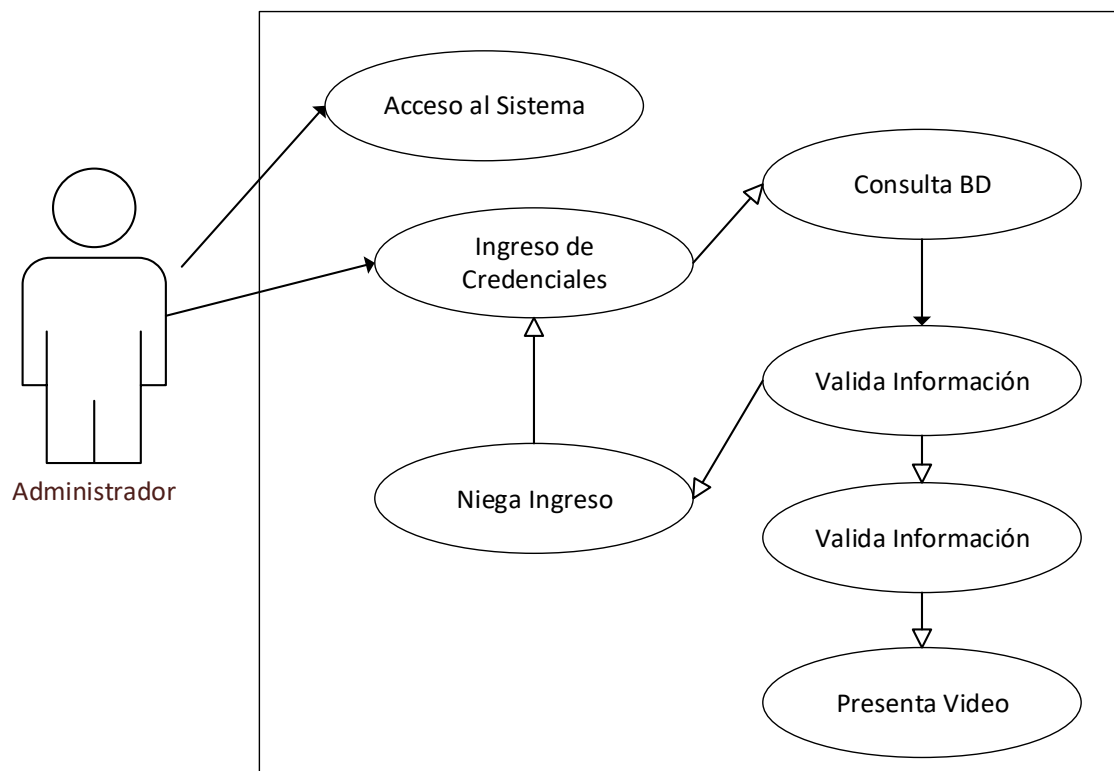 Acceso al Sistema
Consulta BD
Ingreso de
Credenciales
Valida Información
Administrador
Niega Ingreso
Valida Información
Presenta Video